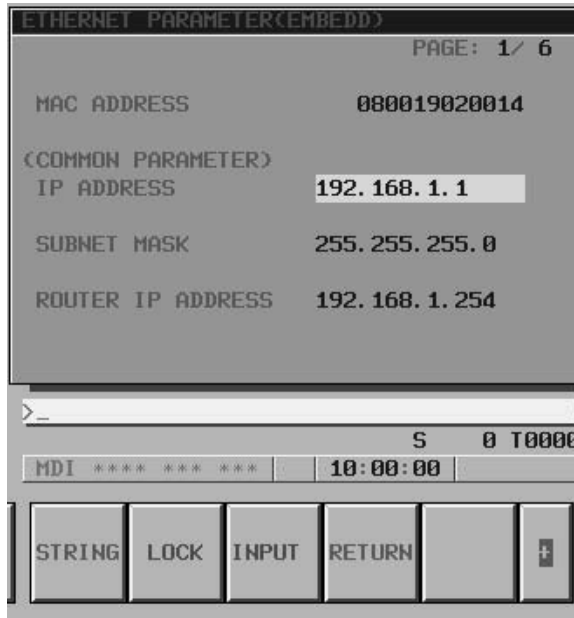 ETHERNET PARAMETER(EMBEDD)
PAGE: 1/ 6
MAC ADDRESS 080019020014
(COMMON PARAMETER)
IP ADDRESS 192.168.1.1
SUBNET MASK 255.255.255.0
ROUTER IP ADDRESS 192.168.1.254
>_
S 0 T0000
MDI **** *** *** 10:00:00
STRING LOCK INPUT RETURN +